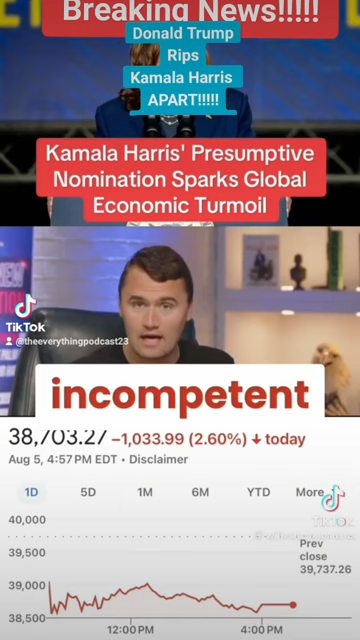 Breaking News!!!!!
Donald Trump
Rips
Kamala Harris
APART!!!!!
Kamala Harris' Presumptive
Nomination Sparks Global
Economic Turmoil
TikTok
@theeverythingpodcast23
incompetent
38,703.27 −1,033.99 (2.60%) ↓ today
Aug 5, 4:57 PM EDT • Disclaimer
1D 5D 1M 6M YTD More
TikTok
40,000
39,500
Prev
close
39,737.26
39,000
38,500
12:00 PM 4:00 PM